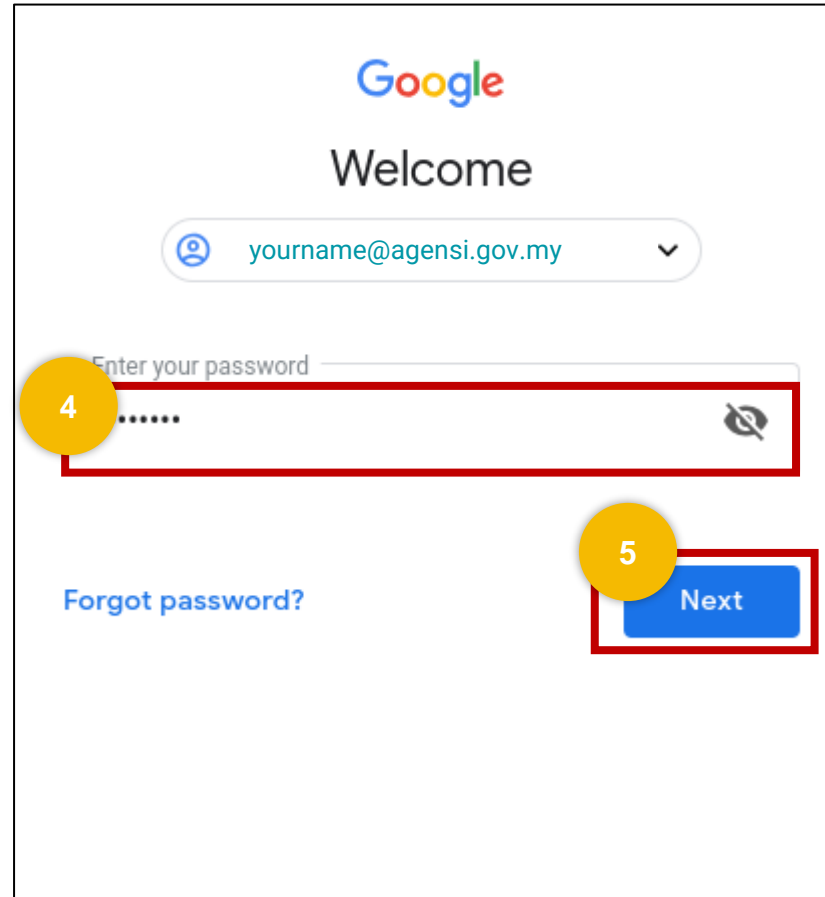 Google
Welcome
yourname@agensi.gov.my
Enter your password
4
•••••••
5
Forgot password?
Next